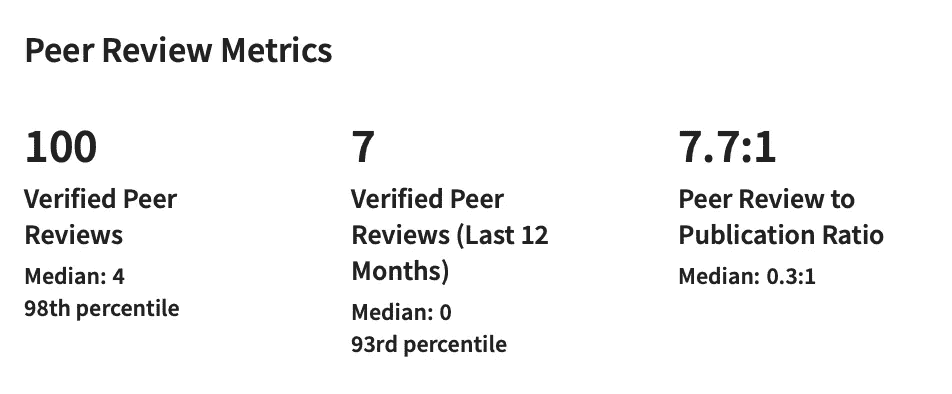 Peer Review Metrics
100
Verified Peer
Reviews
Median: 4
98th percentile
7
Verified Peer
Reviews (Last 12
Months)
Median: 0
93rd percentile
7.7:1
Peer Review to
Publication Ratio
Median: 0.3:1